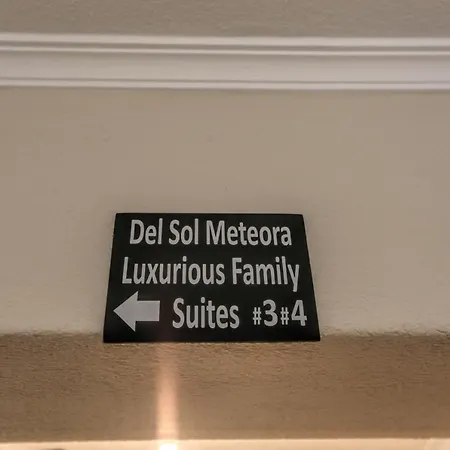 Del Sol Meteora
Luxurious Family
Suites #3#4